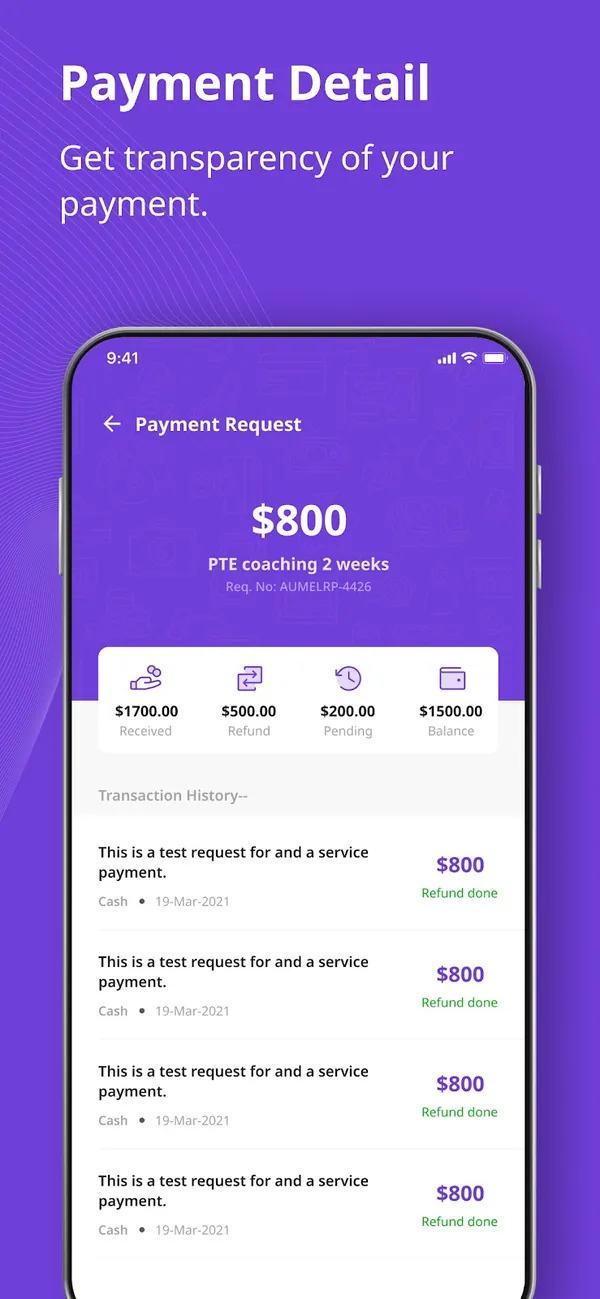 Payment Detail
Get transparency of your
payment.
9:41
Payment Request
$800
PTE coaching 2 weeks
Req. No: AUMELRP-4426
$1700.00 $500.00 $200.00 $1500.00
Received Refund Pending Balance
Transaction History--
This is a test request for and a service
payment.
$800
Cash • 19-Mar-2021
Refund done
This is a test request for and a service
payment.
$800
Cash • 19-Mar-2021
Refund done
This is a test request for and a service
payment.
$800
Cash • 19-Mar-2021
Refund done
This is a test request for and a service
payment.
$800
Cash • 19-Mar-2021
Refund done